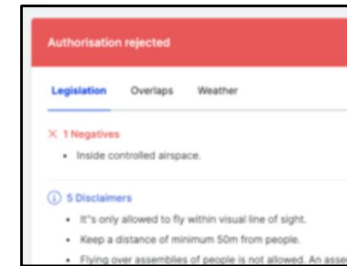 Authorisation rejected
Legislation Overlaps Weather
× 1 Negatives
• Inside controlled airspace.
ⓘ 5 Disclaimers
• It"s only allowed to fly within visual line of sight.
• Keep a distance of minimum 50m from people.
• Flying over assemblies of people is not allowed. An asse